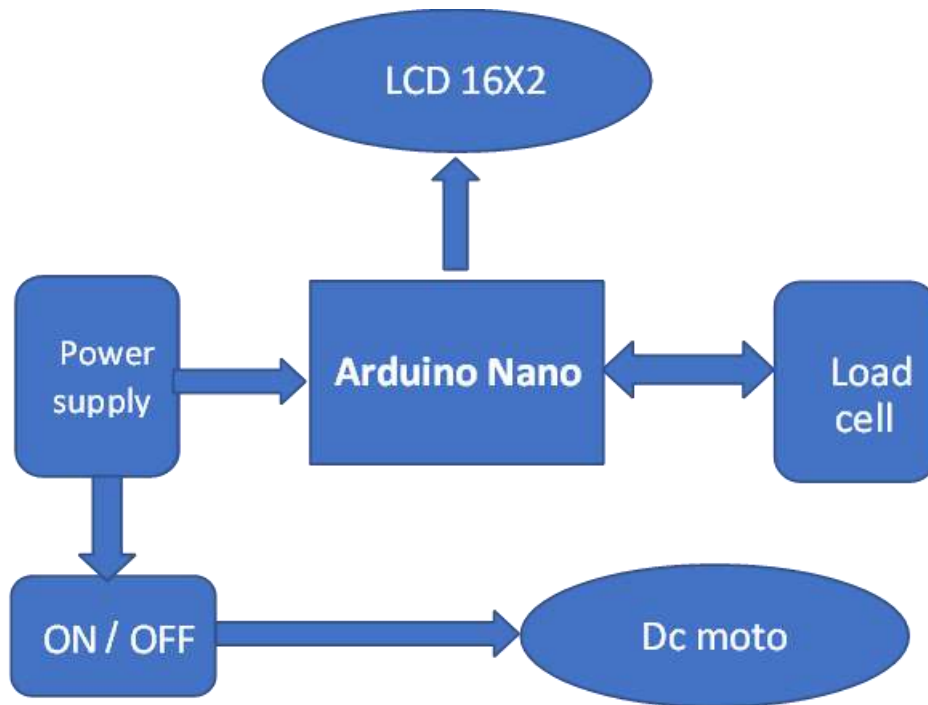 LCD 16X2
Power
supply
Arduino Nano
Load
cell
ON / OFF
Dc moto